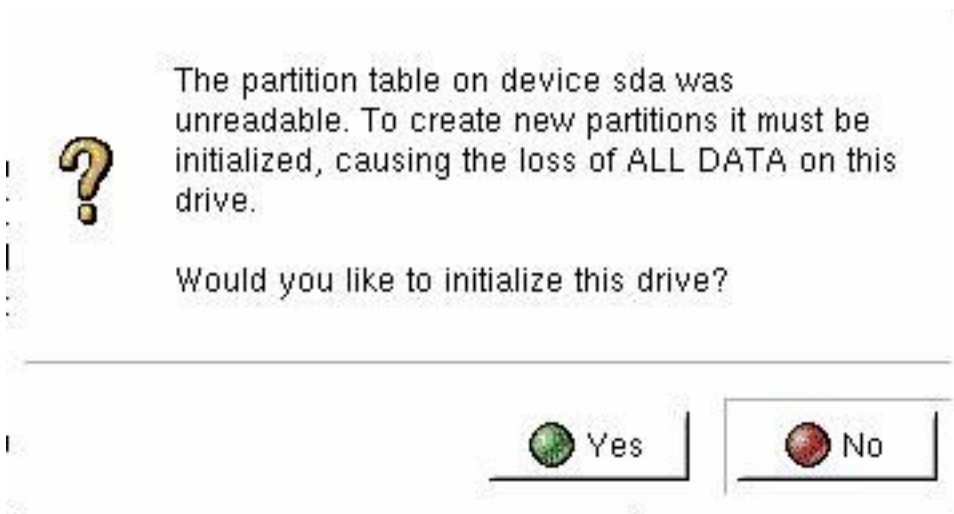 The partition table on device sda was
unreadable. To create new partitions it must be
initialized, causing the loss of ALL DATA on this
drive.
Would you like to initialize this drive?
Yes
No